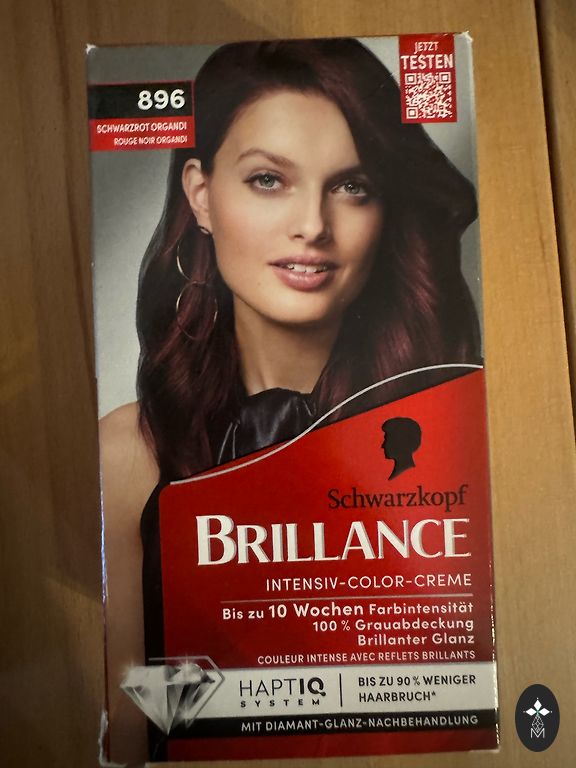 JETZT
TESTEN
896
SCHWARZROT ORGANDI
ROUGE NOIR ORGANDI
Schwarzkopf
BRILLANCE
INTENSIV-COLOR-CREME
Bis zu 10 Wochen Farbintensität
100 % Grauabdeckung
Brillanter Glanz
COULEUR INTENSE AVEC REFLETS BRILLANTS
HAPTIQ
SYSTEM
BIS ZU 90 % WENIGER
HAARBRUCH*
MIT DIAMANT-GLANZ-NACHBEHANDLUNG
M